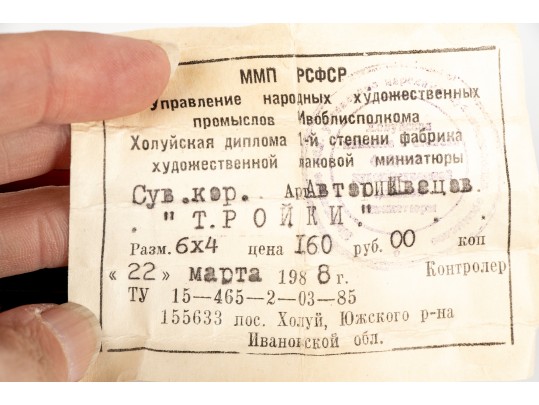 ММП РСФСР
Управление народных художественных
промыслов Ивоблисполкома
Холуйская диплома 1-й степени фабрика
художественной лаковой миниатюры
Сув.кор. Автор Швецов.
"ТРОЙКИ"
Разм. 6х4 цена 160 руб. 00 коп
«22» марта 1988 г. Контролер
ТУ 15—465—2—03—85
155633 пос. Холуй, Южского р-на
Ивановской обл.